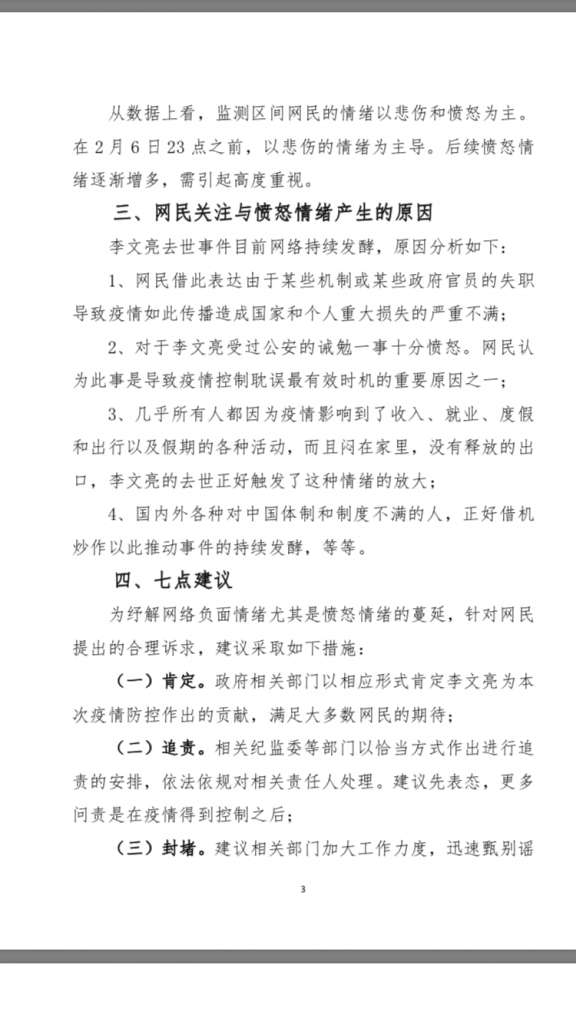 从数据上看，监测区间网民的情绪以悲伤和愤怒为主。
在 2 月 6 日 23 点之前，以悲伤的情绪为主导。后续愤怒情
绪逐渐增多，需引起高度重视。
三、网民关注与愤怒情绪产生的原因
李文亮去世事件目前网络持续发酵，原因分析如下：
1、网民借此表达由于某些机制或某些政府官员的失职
导致疫情如此传播造成国家和个人重大损失的严重不满；
2、对于李文亮受过公安的诫勉一事十分愤怒。网民认
为此事是导致疫情控制耽误最有效时机的重要原因之一；
3、几乎所有人都因为疫情影响到了收入、就业、度假
和出行以及假期的各种活动，而且闷在家里，没有释放的出
口，李文亮的去世正好触发了这种情绪的放大；
4、国内外各种对中国体制和制度不满的人，正好借机
炒作以此推动事件的持续发酵，等等。
四、七点建议
为纾解网络负面情绪尤其是愤怒情绪的蔓延，针对网民
提出的合理诉求，建议采取如下措施：
（一）肯定。政府相关部门以相应形式肯定李文亮为本
次疫情防控作出的贡献，满足大多数网民的期待；
（二）追责。相关纪监委等部门以恰当方式作出进行追
责的安排，依法依规对相关责任人处理。建议先表态，更多
问责是在疫情得到控制之后；
（三）封堵。建议相关部门加大工作力度，迅速甄别谣
3